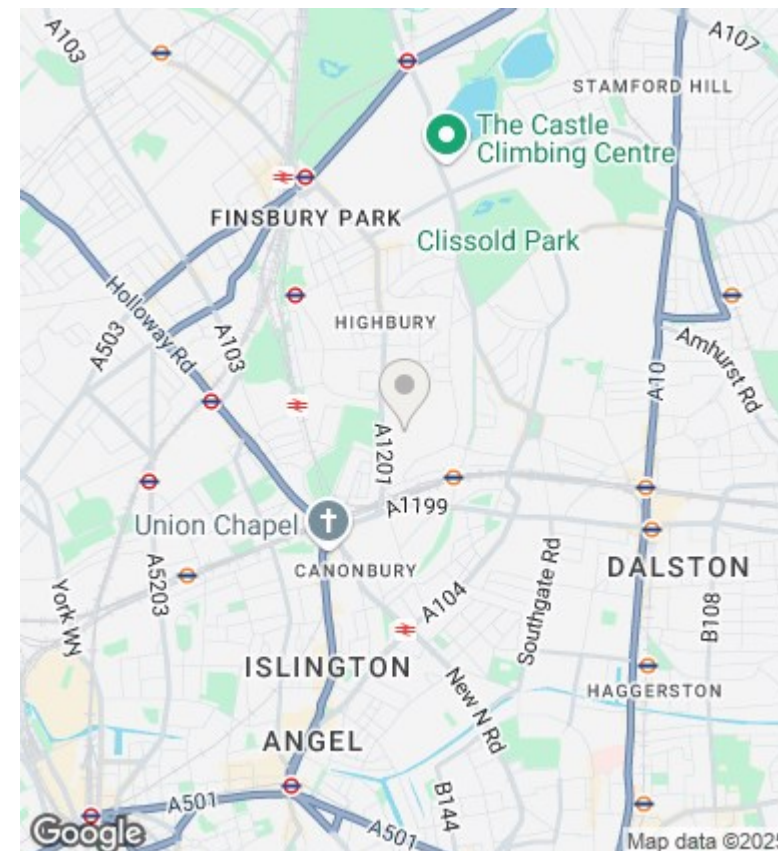 A103
A107
STAMFORD HILL
The Castle
Climbing Centre
FINSBURY PARK
Clissold Park
Holloway Rd
A503
A103
HIGHBURY
Amhurst Rd
A10
A1201
A1199
Union Chapel
CANONBURY
DALSTON
York WN
A5203
A104
Southgate Rd
B108
ISLINGTON
New N Rd
HAGGERSTON
ANGEL
B144
A501
A501
Google
Map data ©2025